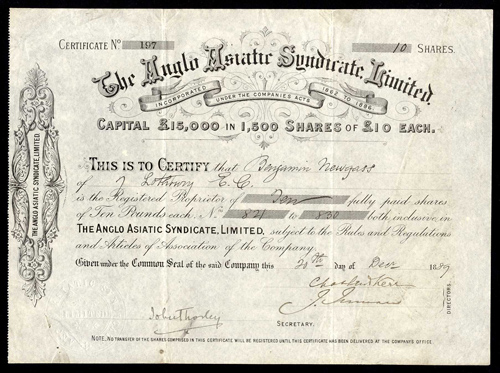 CERTIFICATE No 197
10 SHARES.
The Anglo Asiatic Syndicate, Limited.
INCORPORATED UNDER THE COMPANIES ACTS 1862 TO 1886
CAPITAL £15,000 IN 1,500 SHARES OF £10 EACH.
THE ANGLO ASIATIC SYNDICATE, LIMITED.
THIS IS TO CERTIFY that Benjamin Newgass
of Lothbury E.C.
is the Registered Proprietor of Ten fully paid shares
of Ten Pounds each, No 821 to 830 both inclusive, in
THE ANGLO ASIATIC SYNDICATE, LIMITED, subject to the Rules and Regulations
and Articles of Association of the Company.
Given under the Common Seal of the said Company this 20th day of Decr 1889
DIRECTORS.
SECRETARY.
NOTE. NO TRANSFER OF THE SHARES COMPRISED IN THIS CERTIFICATE WILL BE REGISTERED UNTIL THIS CERTIFICATE HAS BEEN DELIVERED AT THE COMPANY'S OFFICE.